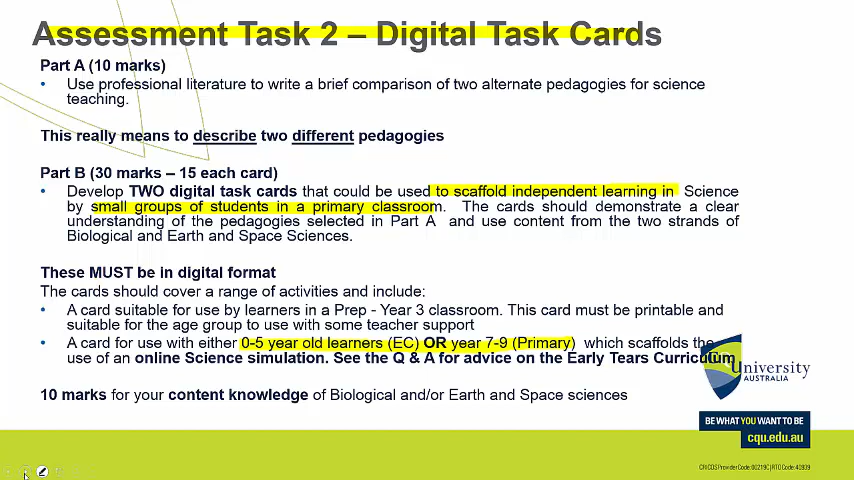 Assessment Task 2 – Digital Task Cards
Part A (10 marks)
• Use professional literature to write a brief comparison of two alternate pedagogies for science
teaching.
This really means to describe two different pedagogies
Part B (30 marks – 15 each card)
• Develop TWO digital task cards that could be used to scaffold independent learning in Science
by small groups of students in a primary classroom. The cards should demonstrate a clear
understanding of the pedagogies selected in Part A and use content from the two strands of
Biological and Earth and Space Sciences.
These MUST be in digital format
The cards should cover a range of activities and include:
• A card suitable for use by learners in a Prep - Year 3 classroom. This card must be printable and
suitable for the age group to use with some teacher support
• A card for use with either 0-5 year old learners (EC) OR year 7-9 (Primary) which scaffolds the
use of an online Science simulation. See the Q & A for advice on the Early Tears Curriculum
10 marks for your content knowledge of Biological and/or Earth and Space sciences
University
AUSTRALIA
BE WHAT YOU WANT TO BE
cqu.edu.au
CRICOS Provider Code: 00219C | RTO Code: 40939